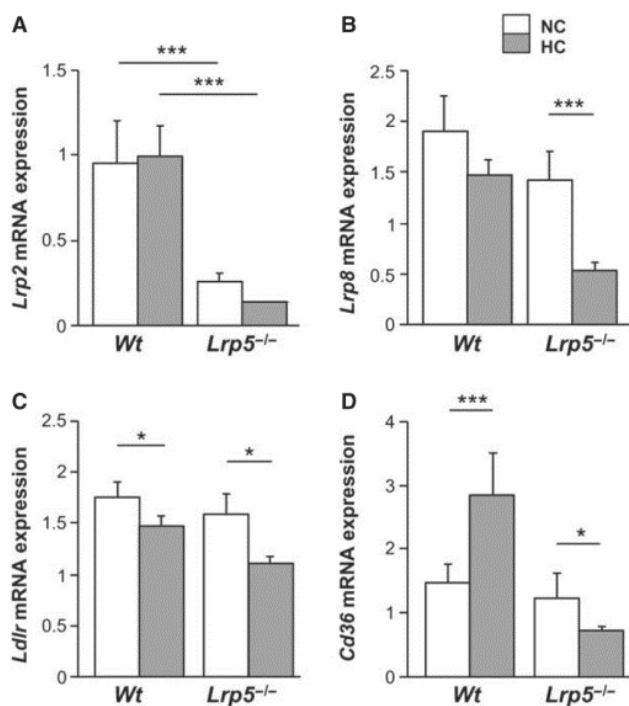 A
***
***
1.5
1
0.5
0
Lrp2 mRNA expression
Wt
Lrp5–/–
B
NC
HC
***
2.5
2
1.5
1
0.5
0
Lrp8 mRNA expression
Wt
Lrp5–/–
C
*
*
2.5
2
1.5
1
0.5
0
Ldlr mRNA expression
Wt
Lrp5–/–
D
***
*
4
3
2
1
0
Cd36 mRNA expression
Wt
Lrp5–/–